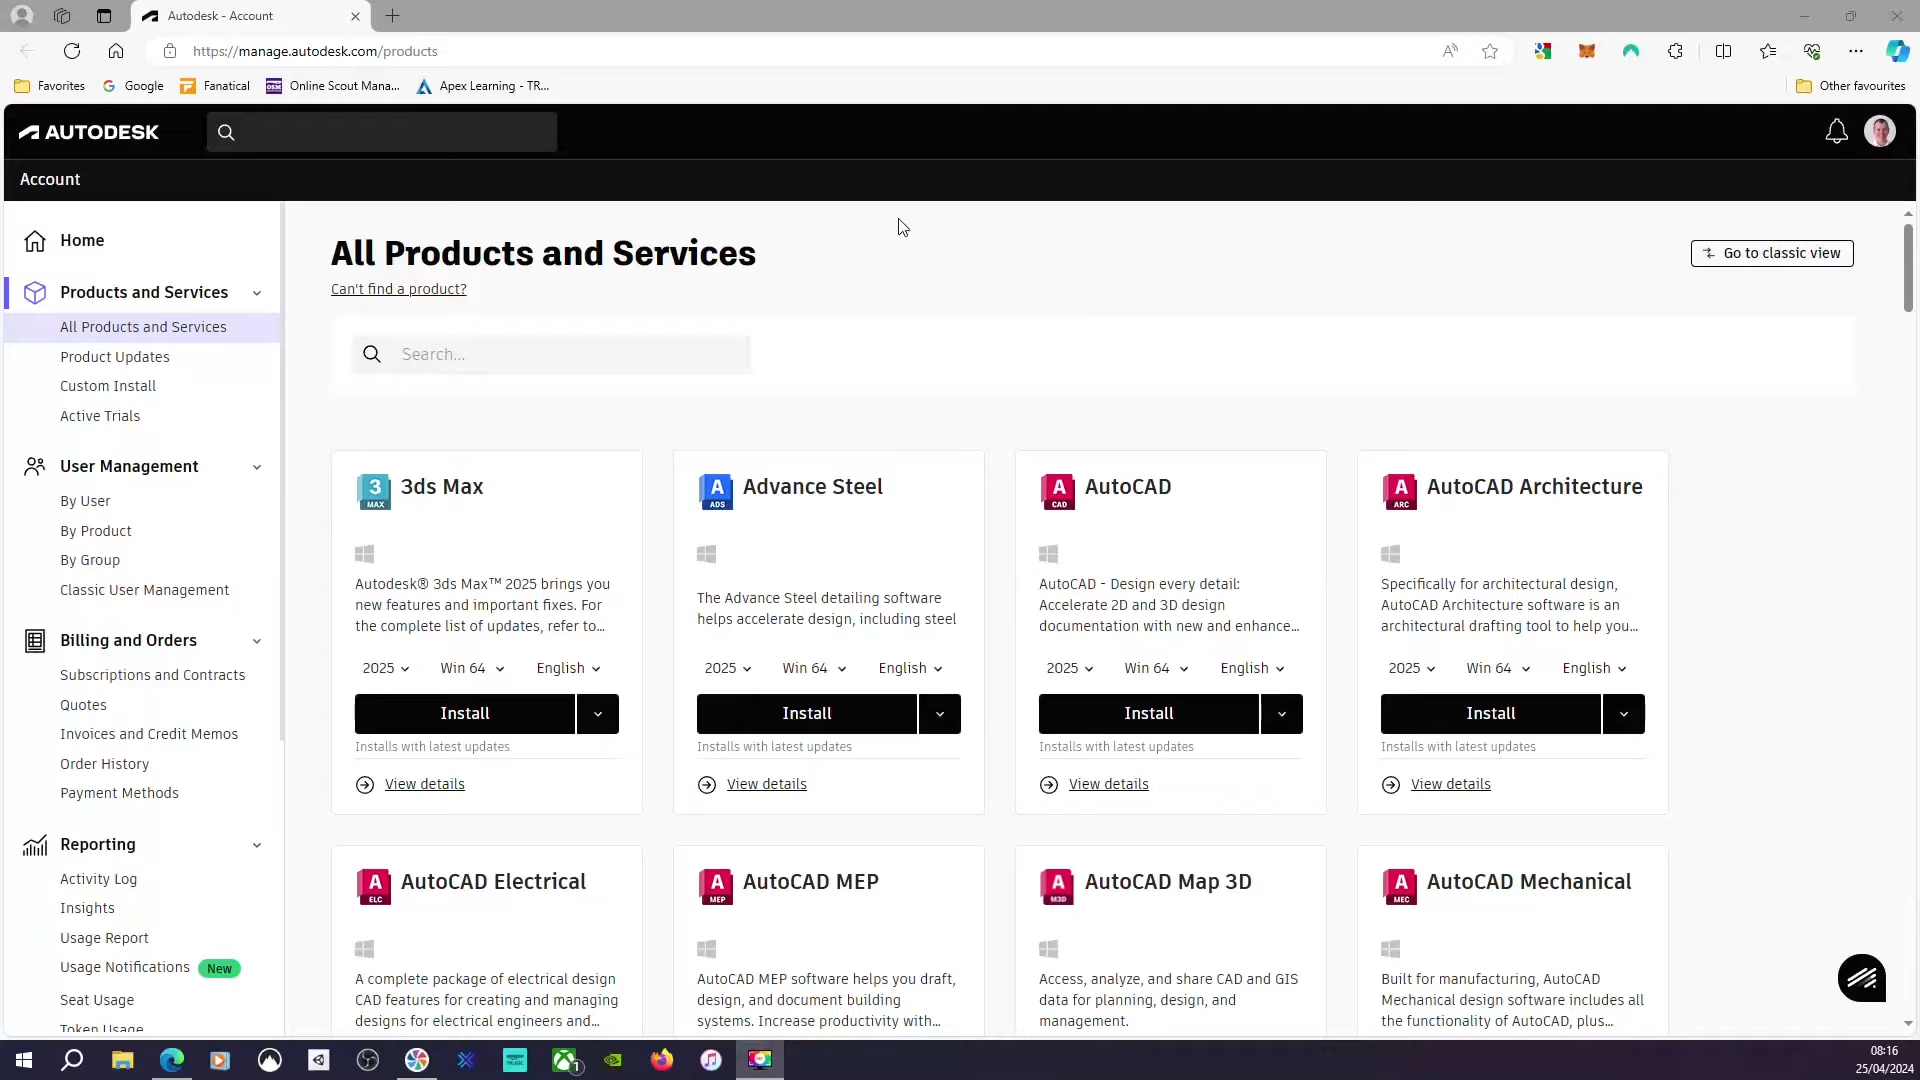 Autodesk - Account
https://manage.autodesk.com/products
Favorites
Google
Fanatical
Online Scout Mana...
Apex Learning - TR...
Other favourites
AUTODESK
Account
Home
Products and Services
All Products and Services
Product Updates
Custom Install
Active Trials
User Management
By User
By Product
By Group
Classic User Management
Billing and Orders
Subscriptions and Contracts
Quotes
Invoices and Credit Memos
Order History
Payment Methods
Reporting
Activity Log
Insights
Usage Report
Usage Notifications New
Seat Usage
Token Usage
All Products and Services
Go to classic view
Can't find a product?
Search...
3 MAX
3ds Max
Autodesk® 3ds Max™ 2025 brings you
new features and important fixes. For
the complete list of updates, refer to...
2025 Win 64 English
Install
Installs with latest updates
View details
A ADS
Advance Steel
The Advance Steel detailing software
helps accelerate design, including steel
2025 Win 64 English
Install
Installs with latest updates
View details
A CAD
AutoCAD
AutoCAD - Design every detail:
Accelerate 2D and 3D design
documentation with new and enhance...
2025 Win 64 English
Install
Installs with latest updates
View details
A ARC
AutoCAD Architecture
Specifically for architectural design,
AutoCAD Architecture software is an
architectural drafting tool to help you...
2025 Win 64 English
Install
Installs with latest updates
View details
A ELC
AutoCAD Electrical
A complete package of electrical design
CAD features for creating and managing
designs for electrical engineers and...
A MEP
AutoCAD MEP
AutoCAD MEP software helps you draft,
design, and document building
systems. Increase productivity with...
A M3D
AutoCAD Map 3D
Access, analyze, and share CAD and GIS
data for planning, design, and
management.
A MEC
AutoCAD Mechanical
Built for manufacturing, AutoCAD
Mechanical design software includes all
the functionality of AutoCAD, plus...
1
08:16
25/04/2024